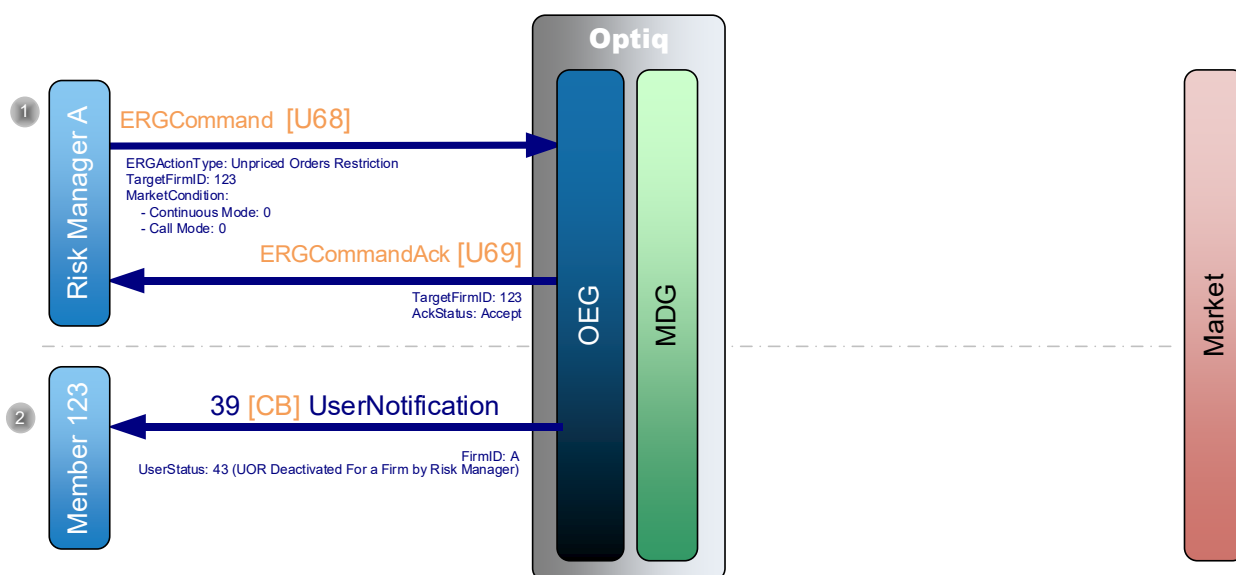 Optiq
1
Risk Manager A
ERGCommand [U68]
ERGActionType: Unpriced Orders Restriction
TargetFirmID: 123
MarketCondition:
- Continuous Mode: 0
- Call Mode: 0
ERGCommandAck [U69]
TargetFirmID: 123
AckStatus: Accept
OEG
MDG
Market
2
Member 123
39 [CB] UserNotification
FirmID: A
UserStatus: 43 (UOR Deactivated For a Firm by Risk Manager)